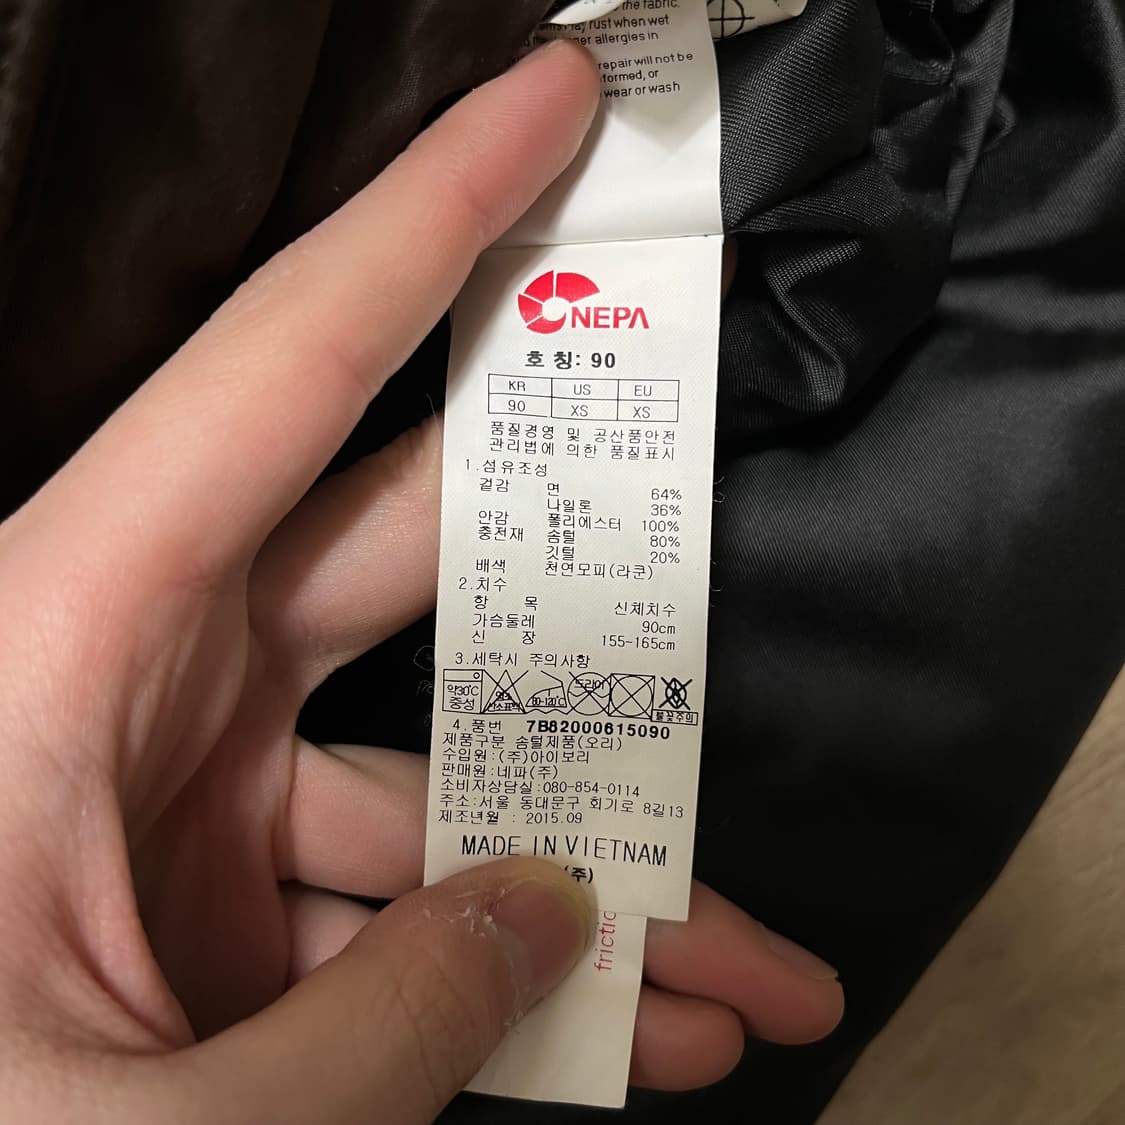 the fabric.
rust when wet
allergies in
repair will not be
formed, or
wear or wash
NEPA
호 칭: 90
KR US EU
90 XS XS
품질경영 및 공산품안전
관리법에 의한 품질표시
1.섬유조성
겉감 면 64%
나일론 36%
안감 폴리에스터 100%
충전재 솜털 80%
깃털 20%
배색 천연모피(라쿤)
2.치수
항 목 신체치수
가슴둘레 90cm
신 장 155-165cm
3.세탁시 주의사항
약30℃ 중성 80-120℃ 드라이 불꽃주의
4.품번 7B82000615090
제품구분 솜털제품(오리)
수입원:(주)아이보리
판매원:네파(주)
소비자상담실:080-854-0114
주소:서울 동대문구 회기로 8길13
제조년월 : 2015.09
MADE IN VIETNAM
(주)
frictio